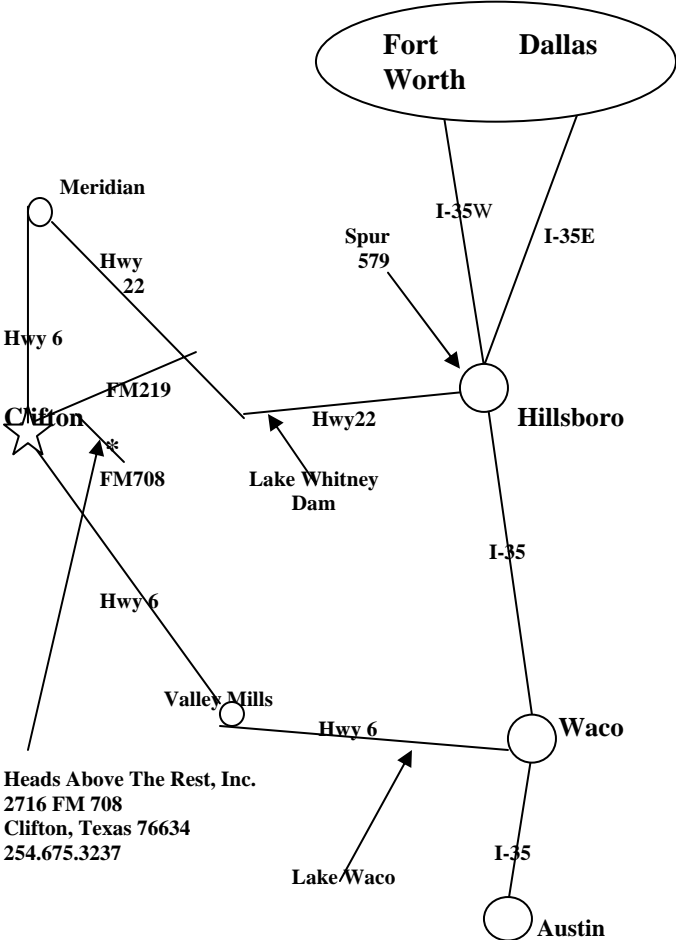 Fort Dallas
Worth
Meridian
I-35W
Spur
579
I-35E
Hwy
22
Hwy 6
FM219
Clifton
Hwy22
Hillsboro
*
FM708
Lake Whitney
Dam
I-35
Hwy 6
Valley Mills
Hwy 6
Waco
Heads Above The Rest, Inc.
2716 FM 708
Clifton, Texas 76634
254.675.3237
I-35
Lake Waco
Austin